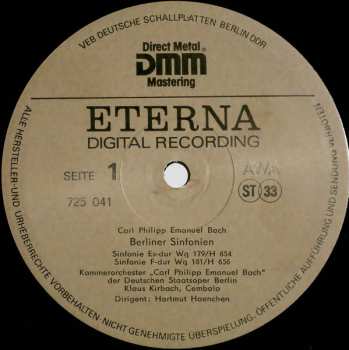 VEB DEUTSCHE SCHALLPLATTEN BERLIN DDR
Direct Metal
DMM
Mastering
ETERNA
DIGITAL RECORDING
SEITE 1
725 041
ST 33
Carl Philipp Emanuel Bach
Berliner Sinfonien
Sinfonie Es-dur Wq 179/H 654
Sinfonie F-dur Wq 181/H 656
Kammerorchester „Carl Philipp Emanuel Bach"
der Deutschen Staatsoper Berlin
Klaus Kirbach, Cembalo
Dirigent: Hartmut Haenchen
ALLE HERSTELLER- UND URHEBERRECHTE VORBEHALTEN · NICHT GENEHMIGTE ÜBERSPIELUNG, ÖFFENTLICHE AUFFÜHRUNG UND SENDUNG